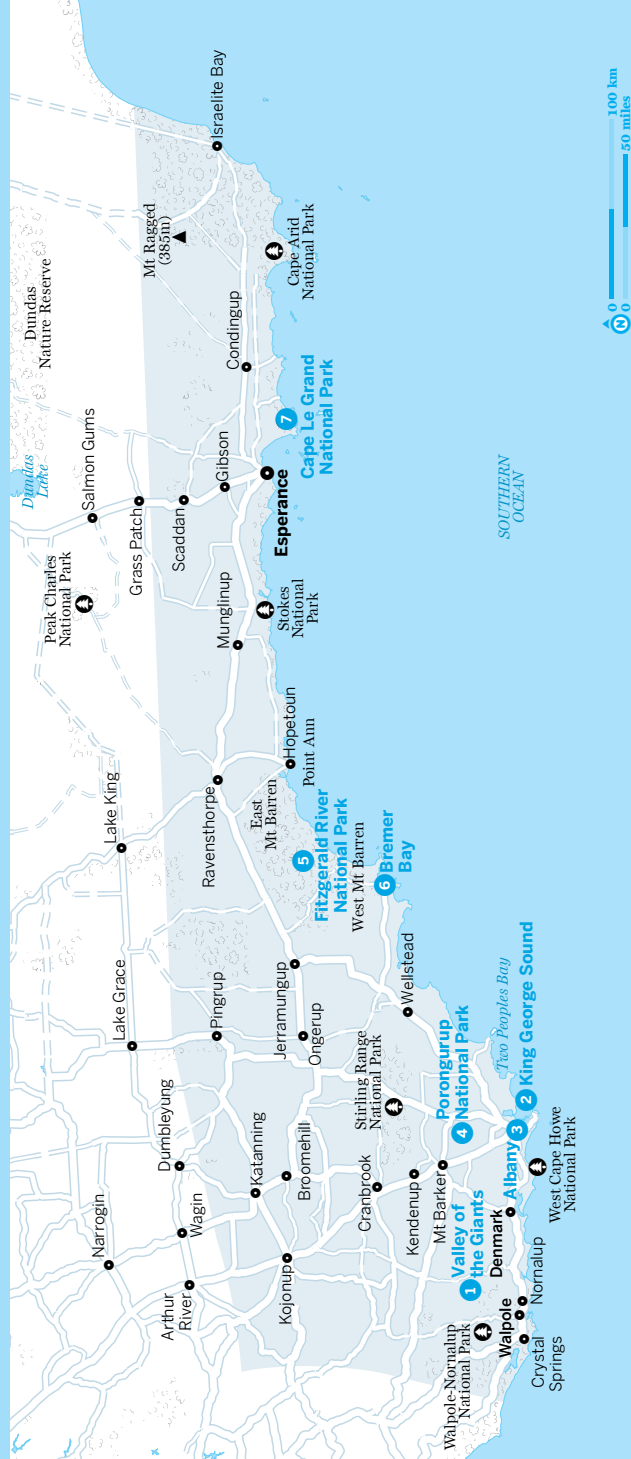 Israelite Bay
Mt Ragged
(385m)
Cape Arid
National Park
Dundas
Nature Reserve
Condingup
7
Cape Le Grand
National Park
Dundas
Lake
Salmon Gums
Grass Patch
Scaddan
Gibson
Esperance
Peak Charles
National Park
Munglinup
Stokes
National
Park
SOUTHERN
OCEAN
Lake King
Ravensthorpe
Hopetoun
Point Ann
East
Mt Barren
5
Fitzgerald River
National Park
West Mt Barren
6
Bremer
Bay
Lake Grace
Pingrup
Jerramungup
Ongerup
Wellstead
Dumbleyung
Katanning
Broomehill
Stirling Range
National Park
Porongurup
4 National Park
Two Peoples Bay
2 King George Sound
Albany 3
West Cape Howe
National Park
Narrogin
Wagin
Arthur
River
Kojonup
Cranbrook
Kendenup
Mt Barker
Valley of
the Giants
1
Denmark
Nornalup
Walpole
Walpole-Nornalup
National Park
Crystal
Springs
N
0
100 km
0
50 miles